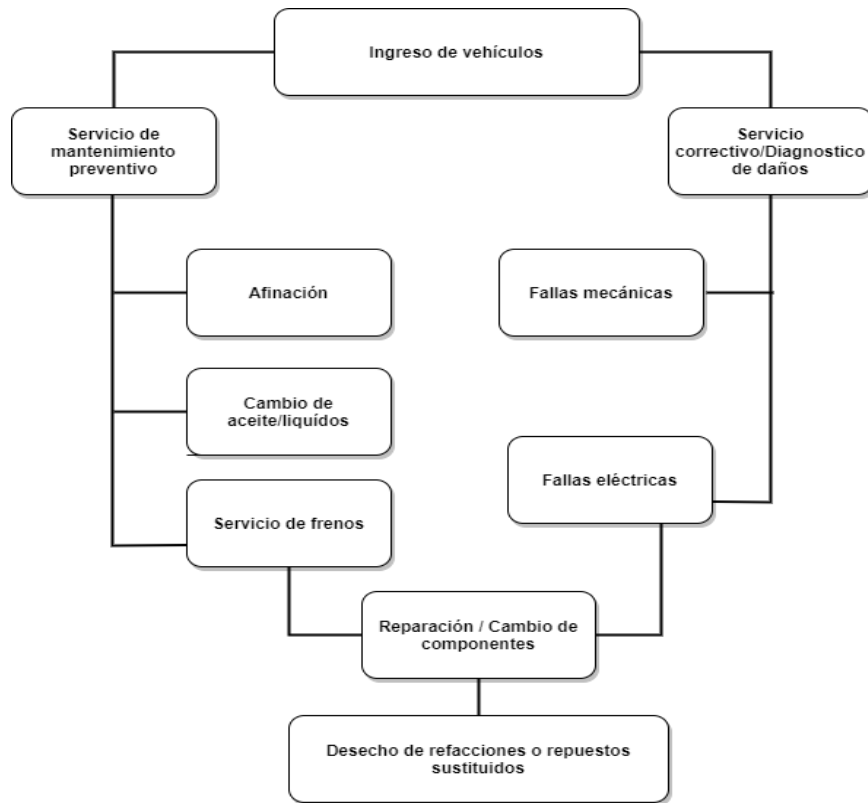 Ingreso de vehículos
Servicio de
mantenimiento
preventivo
Servicio
correctivo/Diagnostico
de daños
Afinación
Fallas mecánicas
Cambio de
aceite/liquídos
Fallas eléctricas
Servicio de frenos
Reparación / Cambio de
componentes
Desecho de refacciones o repuestos
sustituidos